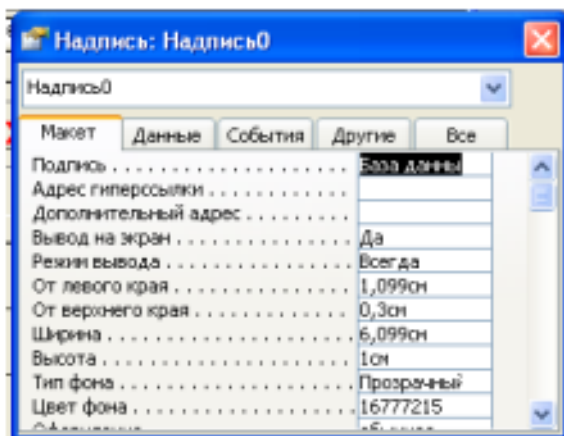 Надпись: Надпись0
Надпись0
Макет Данные События Другие Все
Подпись . . . . . . . . . . . . . . . . . . . . . База данны
Адрес гиперссылки . . . . . . . . . . . .
Дополнительный адрес . . . . . . . . .
Вывод на экран . . . . . . . . . . . . . . . Да
Режим вывода . . . . . . . . . . . . . . . . Всегда
От левого края . . . . . . . . . . . . . . . 1,099см
От верхнего края . . . . . . . . . . . . . 0,3см
Ширина . . . . . . . . . . . . . . . . . . . . . 6,099см
Высота . . . . . . . . . . . . . . . . . . . . . 1см
Тип фона . . . . . . . . . . . . . . . . . . . Прозрачный
Цвет фона . . . . . . . . . . . . . . . . . . 16777215